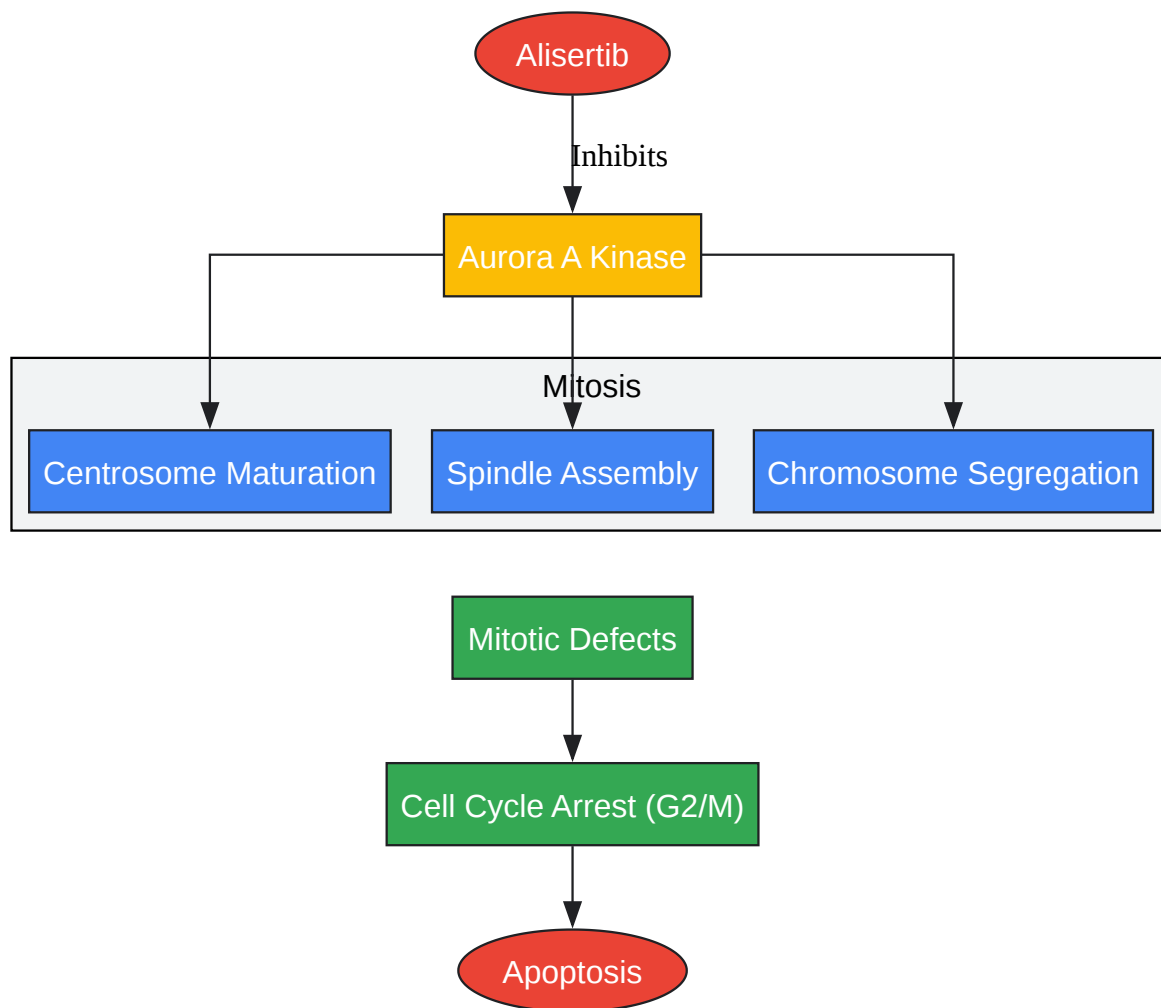 Alisertib
Inhibits
Aurora A Kinase
Mitosis
Centrosome Maturation
Spindle Assembly
Chromosome Segregation
Mitotic Defects
Cell Cycle Arrest (G2/M)
Apoptosis